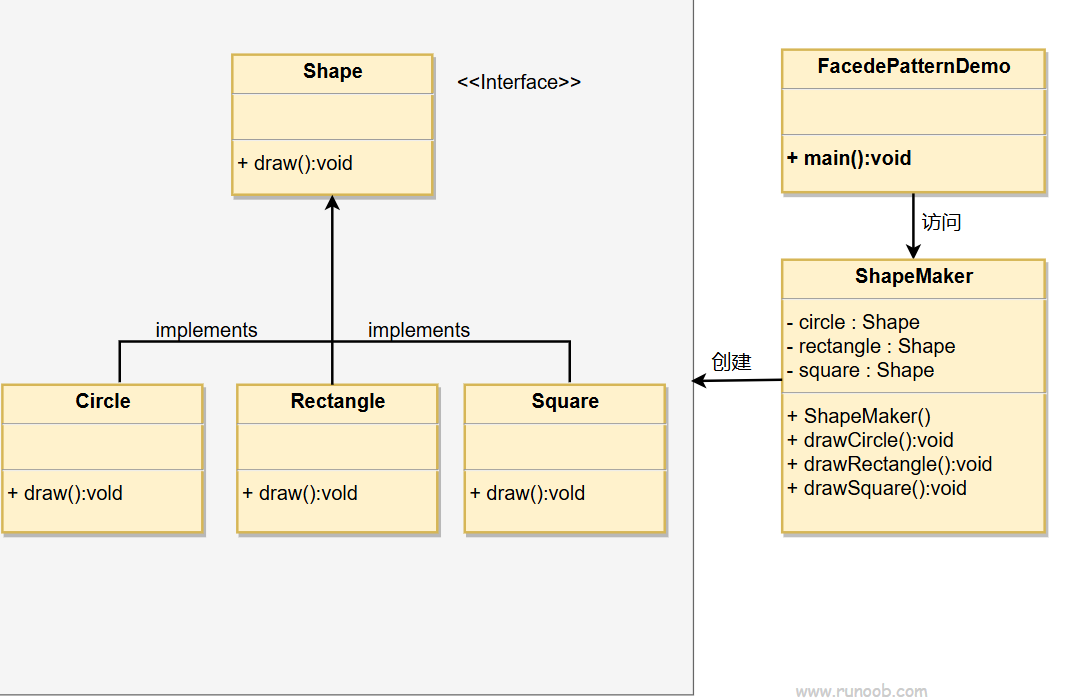 Shape
<<Interface>>
+ draw():void
implements
implements
Circle
+ draw():vold
Rectangle
+ draw():vold
Square
+ draw():vold
FacedePatternDemo
+ main():void
访问
ShapeMaker
- circle : Shape
- rectangle : Shape
- square : Shape
创建
+ ShapeMaker()
+ drawCircle():void
+ drawRectangle():void
+ drawSquare():void
www.runoob.com